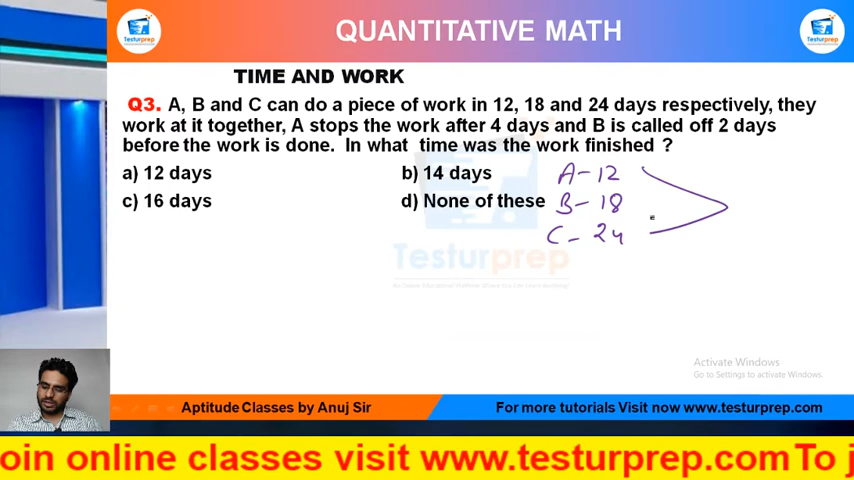 Testurprep
QUANTITATIVE MATH
Testurprep
TIME AND WORK
Q3. A, B and C can do a piece of work in 12, 18 and 24 days respectively, they
work at it together, A stops the work after 4 days and B is called off 2 days
before the work is done. In what time was the work finished ?
a) 12 days
b) 14 days
c) 16 days
d) None of these
A - 12
B - 18
C - 24
Testurprep
Activate Windows
Go to Settings to activate Windows.
Aptitude Classes by Anuj Sir
For more tutorials Visit now www.testurprep.com
oin online classes visit www.testurprep.com To j